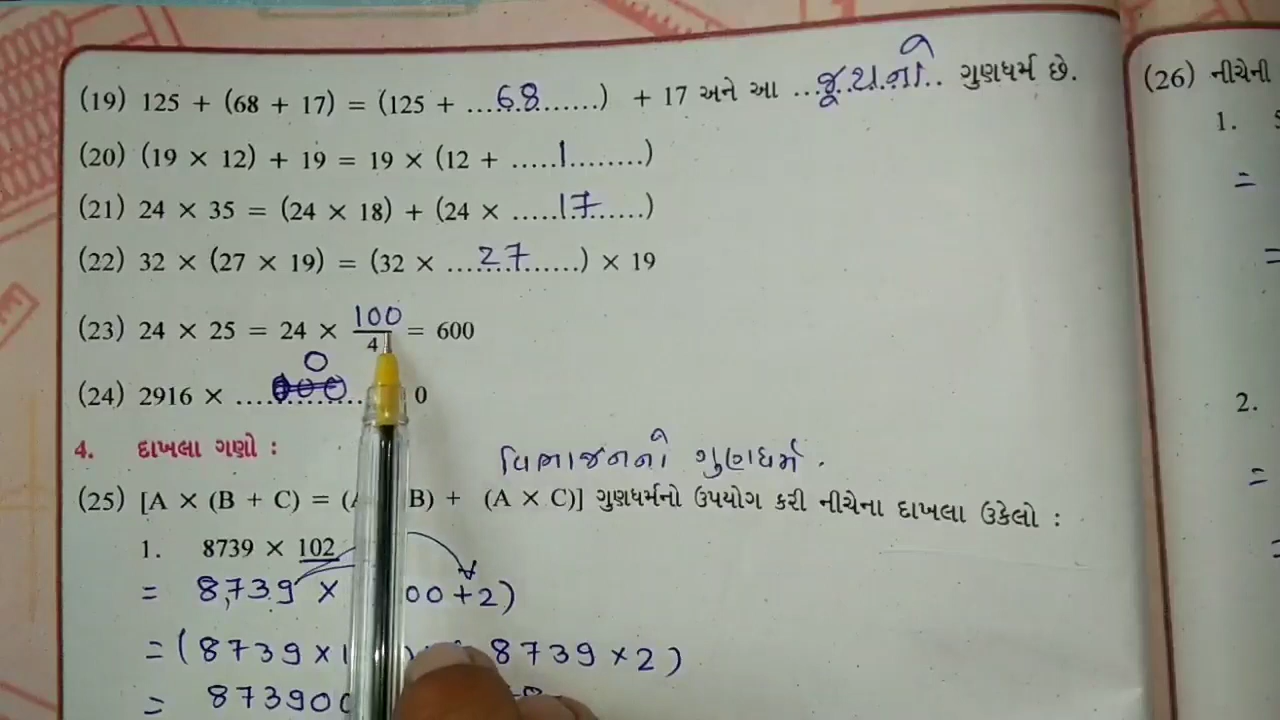 (19) 125 + (68 + 17) = (125 + ...68...) + 17 અને આ ...જૂથનો... ગુણધર્મ છે.
(20) (19 × 12) + 19 = 19 × (12 + .....1........)
(21) 24 × 35 = (24 × 18) + (24 × .....17......)
(22) 32 × (27 × 19) = (32 × ...27......) × 19
(23) 24 × 25 = 24 × 100/4 = 600
(24) 2916 × ... 0 ... 0
4. દાખલા ગણો :
વિભાજનનો ગુણધર્મ .
(25) [A × (B + C) = ( B) + (A × C)] ગુણધર્મનો ઉપયોગ કરી નીચેના દાખલા ઉકેલો :
1. 8739 × 102
= 8739 × 00+2)
= (8739×1 8739×2)
= 873900
(26) નીચેની
1.
=
=
2.
=